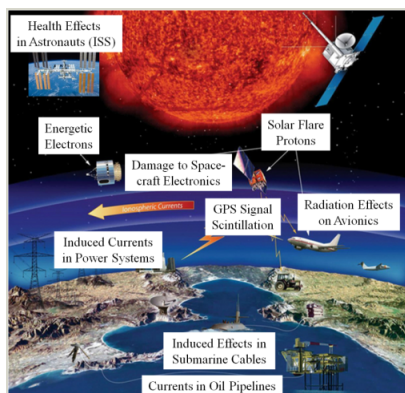 Health Effects
in Astronauts (ISS)
Solar Flare
Protons
Energetic
Electrons
Damage to Space-
craft Electronics
Ionospheric Currents
GPS Signal
Scintillation
Radiation Effects
on Avionics
Induced Currents
in Power Systems
Induced Effects in
Submarine Cables
Currents in Oil Pipelines